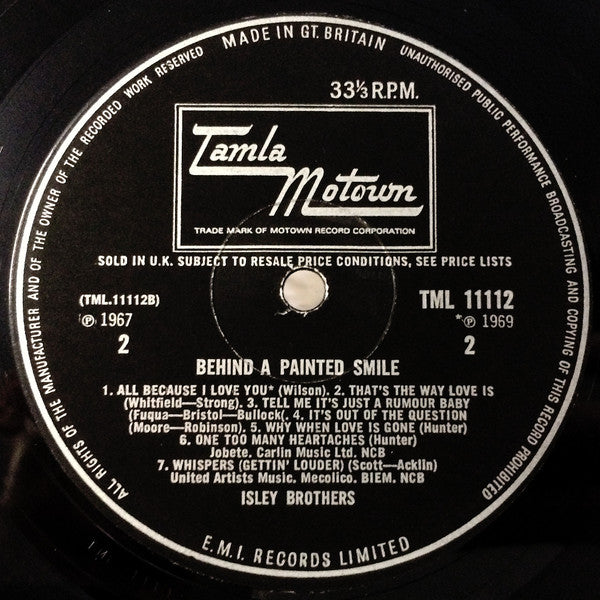 MADE IN GT. BRITAIN
UNAUTHORISED PUBLIC PERFORMANCE BROADCASTING AND COPYING OF THIS RECORD PROHIBITED
ALL RIGHTS OF THE MANUFACTURER AND OF THE OWNER OF THE RECORDED WORK RESERVED
33⅓ R.P.M.
Tamla
Motown
TRADE MARK OF MOTOWN RECORD CORPORATION
SOLD IN U.K. SUBJECT TO RESALE PRICE CONDITIONS, SEE PRICE LISTS
(TML.11112B)
℗ 1967
2
TML 11112
*℗ 1969
2
BEHIND A PAINTED SMILE
1. ALL BECAUSE I LOVE YOU* (Wilson). 2. THAT'S THE WAY LOVE IS
(Whitfield—Strong). 3. TELL ME IT'S JUST A RUMOUR BABY
(Fuqua—Bristol—Bullock). 4. IT'S OUT OF THE QUESTION
(Moore—Robinson). 5. WHY WHEN LOVE IS GONE (Hunter)
6. ONE TOO MANY HEARTACHES (Hunter)
Jobete. Carlin Music Ltd. NCB
7. WHISPERS (GETTIN' LOUDER) (Scott—Acklin)
United Artists Music. Mecolico. BIEM. NCB
ISLEY BROTHERS
E.M.I. RECORDS LIMITED